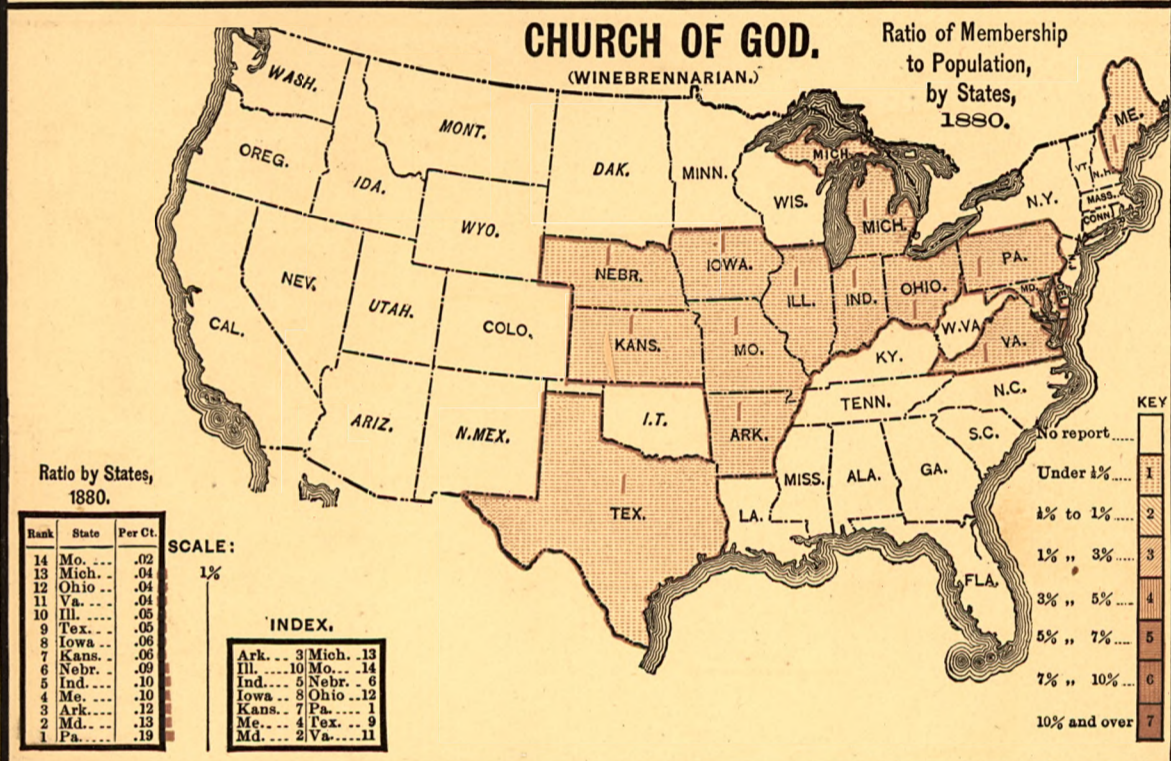 CHURCH OF GOD.
(WINEBRENNARIAN.)
Ratio of Membership
to Population,
by States,
1880.
WASH.
OREG.
IDA.
MONT.
DAK.
MINN.
WIS.
MICH.
MICH.
N.Y.
VT.
N.H.
ME.
MASS.
CONN.
WYO.
NEV.
UTAH.
CAL.
COLO.
NEBR.
IOWA.
ILL.
IND.
OHIO.
PA.
MD.
W.VA.
VA.
KANS.
MO.
KY.
ARIZ.
N.MEX.
I.T.
ARK.
TENN.
N.C.
S.C.
MISS.
ALA.
GA.
TEX.
LA.
FLA.
KEY
No report
Under ½% 1
½% to 1% 2
1% „ 3% 3
3% „ 5% 4
5% „ 7% 5
7% „ 10% 6
10% and over 7
Ratio by States,
1880.
Rank State Per Ct.
14 Mo. .02
13 Mich. .04
12 Ohio .04
11 Va. .04
10 Ill. .05
9 Tex. .05
8 Iowa .06
7 Kans. .06
6 Nebr. .09
5 Ind. .10
4 Me. .10
3 Ark. .12
2 Md. .13
1 Pa. .19
SCALE:
1%
INDEX.
Ark. 3 Mich. 13
Ill. 10 Mo. 14
Ind. 5 Nebr. 6
Iowa 8 Ohio 12
Kans. 7 Pa. 1
Me. 4 Tex. 9
Md. 2 Va. 11